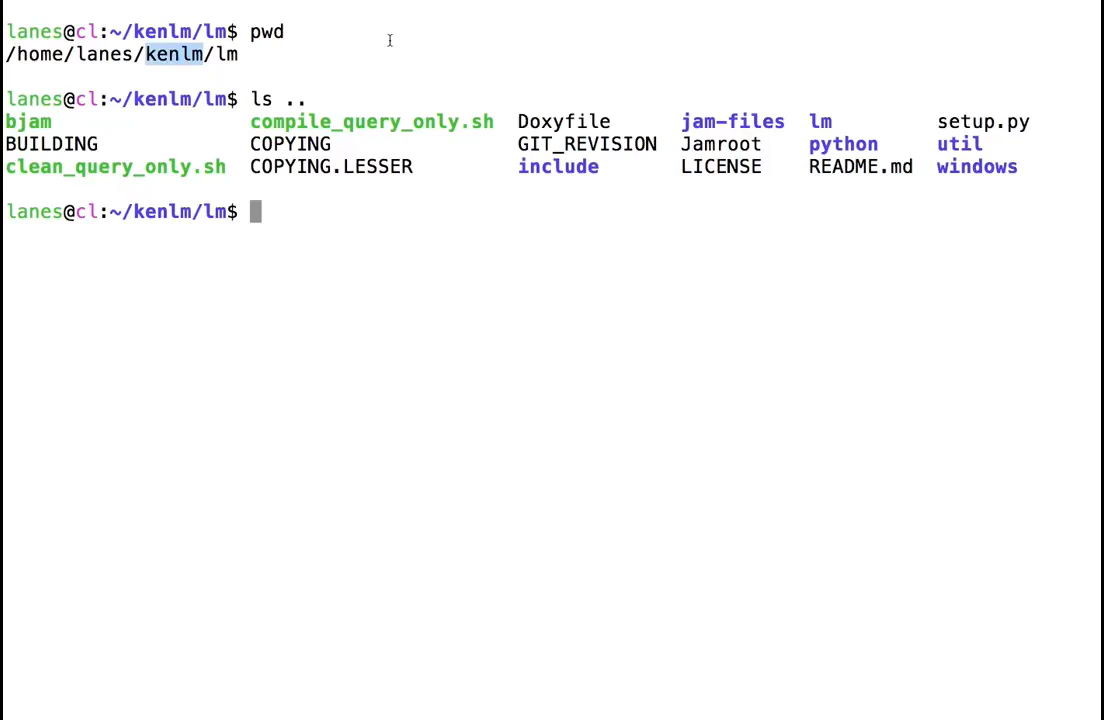 lanes@cl:~/kenlm/lm$ pwd
/home/lanes/kenlm/lm
lanes@cl:~/kenlm/lm$ ls ..
bjam compile_query_only.sh Doxyfile jam-files lm setup.py
BUILDING COPYING GIT_REVISION Jamroot python util
clean_query_only.sh COPYING.LESSER include LICENSE README.md windows
lanes@cl:~/kenlm/lm$